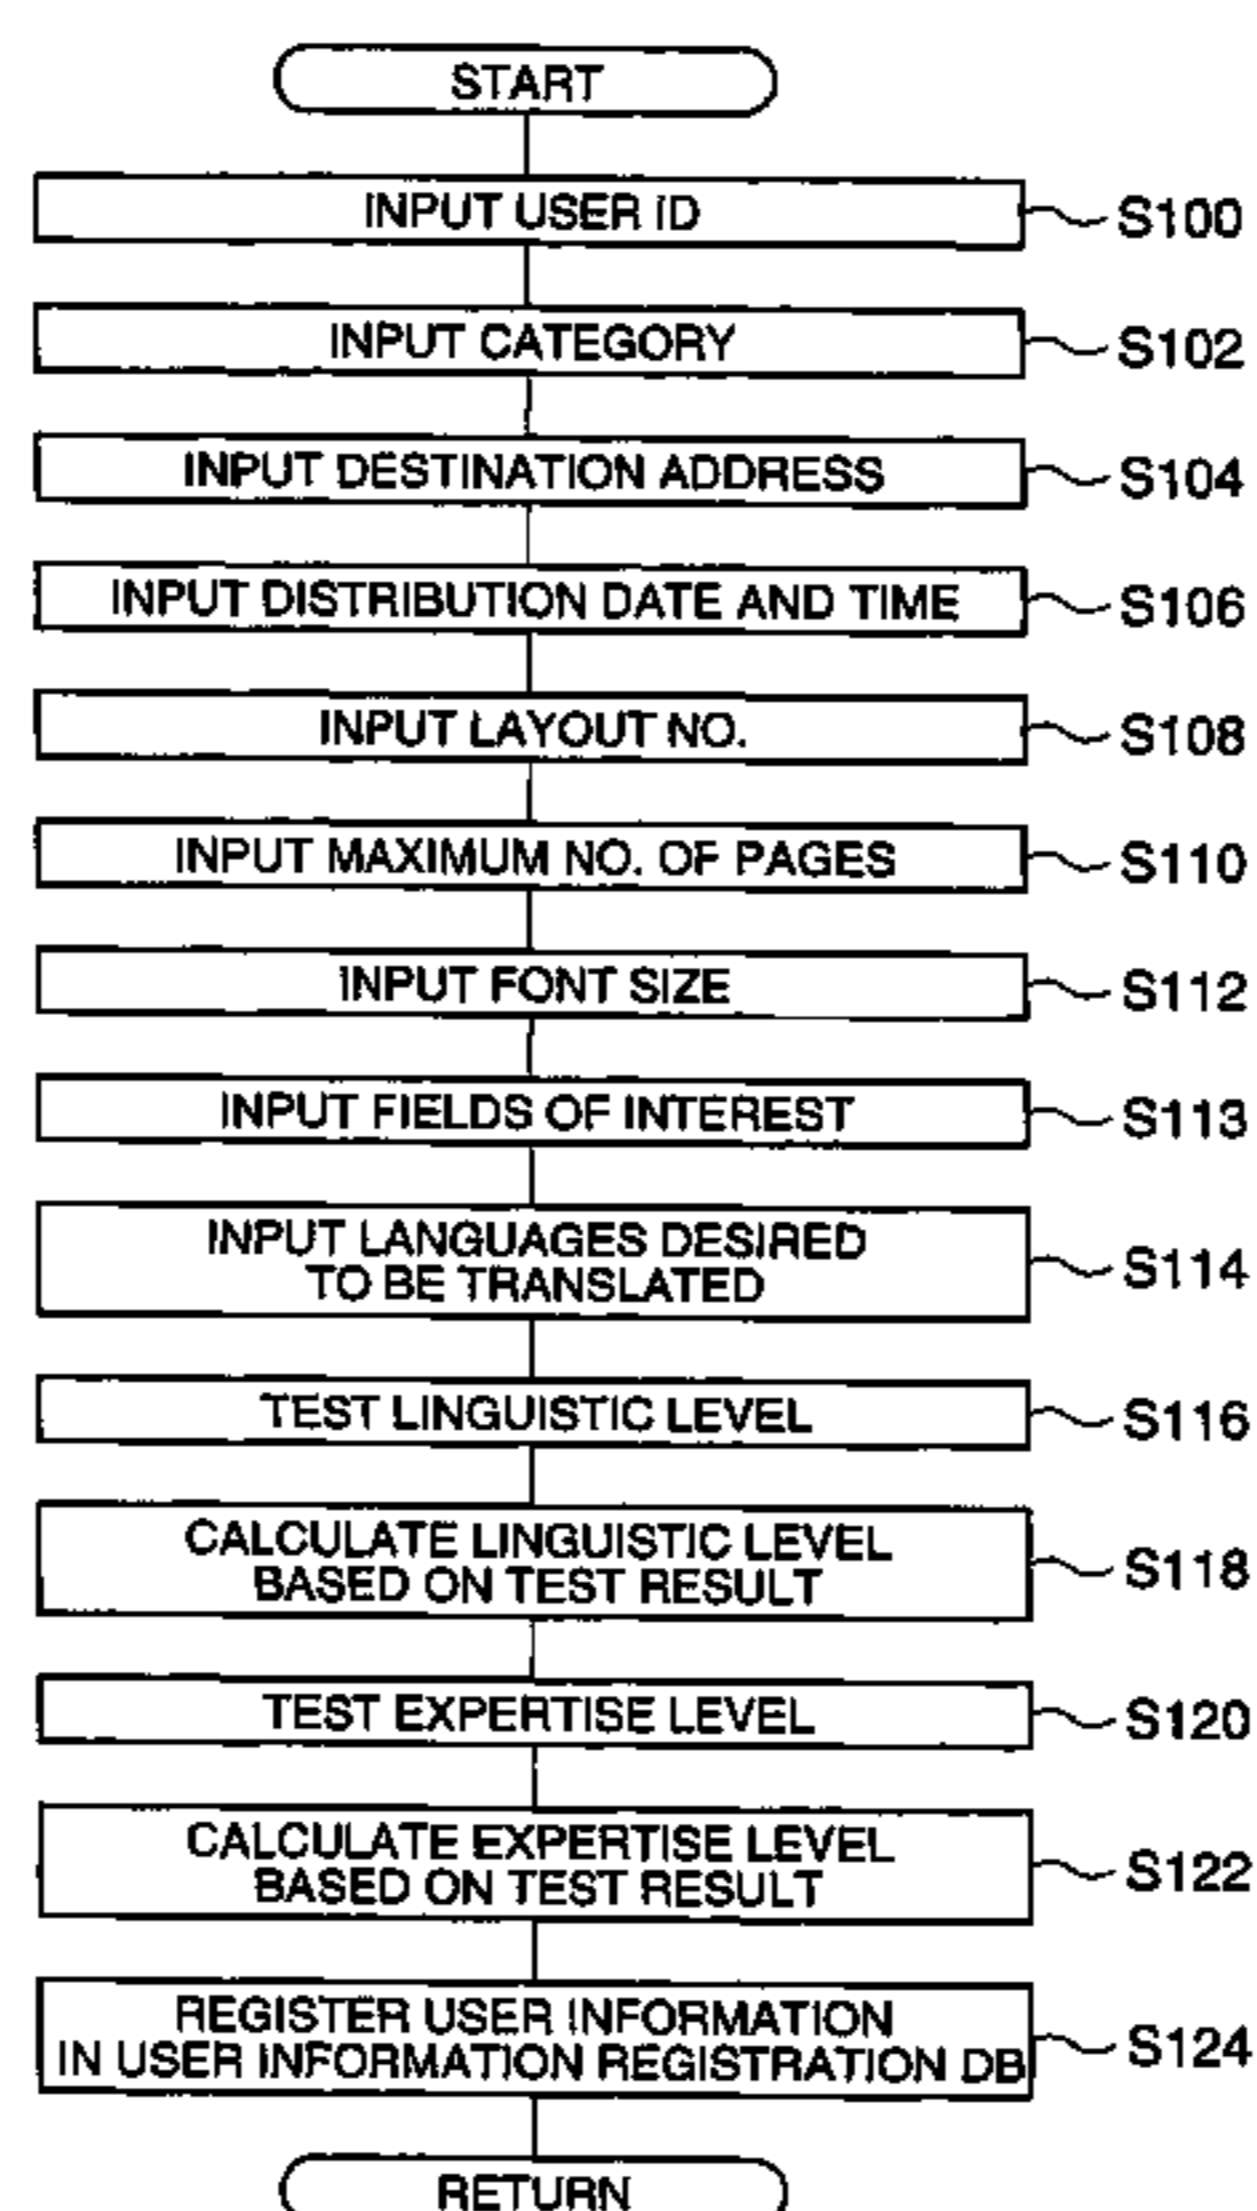 START
INPUT USER ID
S100
INPUT CATEGORY
S102
INPUT DESTINATION ADDRESS
S104
INPUT DISTRIBUTION DATE AND TIME
S106
INPUT LAYOUT NO.
S108
INPUT MAXIMUM NO. OF PAGES
S110
INPUT FONT SIZE
S112
INPUT FIELDS OF INTEREST
S113
INPUT LANGUAGES DESIRED
TO BE TRANSLATED
S114
TEST LINGUISTIC LEVEL
S116
CALCULATE LINGUISTIC LEVEL
BASED ON TEST RESULT
S118
TEST EXPERTISE LEVEL
S120
CALCULATE EXPERTISE LEVEL
BASED ON TEST RESULT
S122
REGISTER USER INFORMATION
IN USER INFORMATION REGISTRATION DB
S124
RETURN